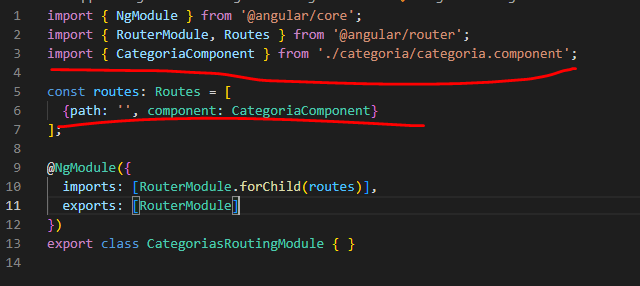 1 import { NgModule } from '@angular/core';
2 import { RouterModule, Routes } from '@angular/router';
3 import { CategoriaComponent } from './categoria/categoria.component';
4
5 const routes: Routes = [
6 {path: '', component: CategoriaComponent}
7 ];
8
9 @NgModule({
10 imports: [RouterModule.forChild(routes)],
11 exports: [RouterModule]
12 })
13 export class CategoriasRoutingModule { }
14